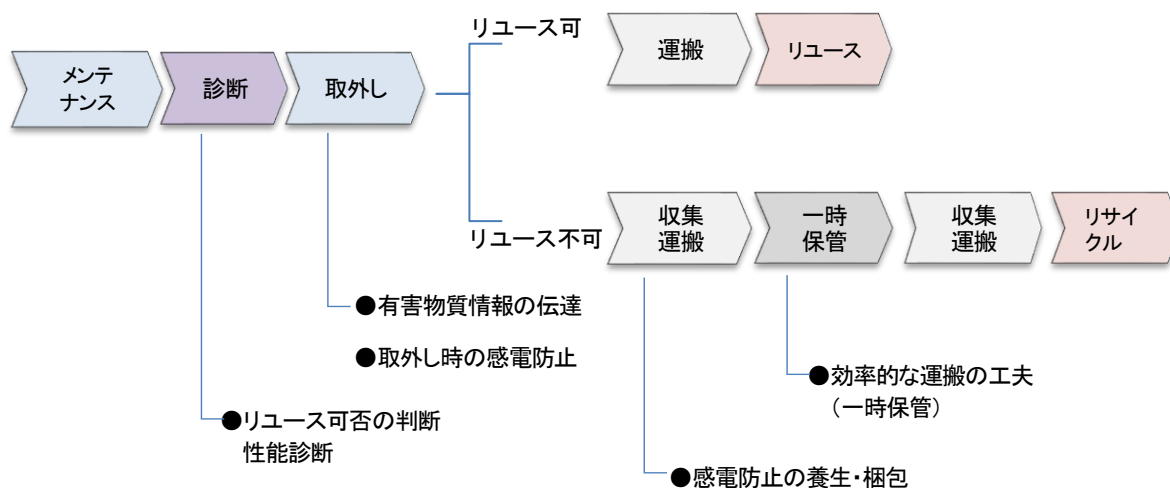 リユース可
運搬
リユース
メンテ
ナンス
診断
取外し
リユース不可
収集
運搬
一時
保管
収集
運搬
リサイ
クル
●有害物質情報の伝達
●取外し時の感電防止
●効率的な運搬の工夫
（一時保管）
●リユース可否の判断
性能診断
●感電防止の養生・梱包